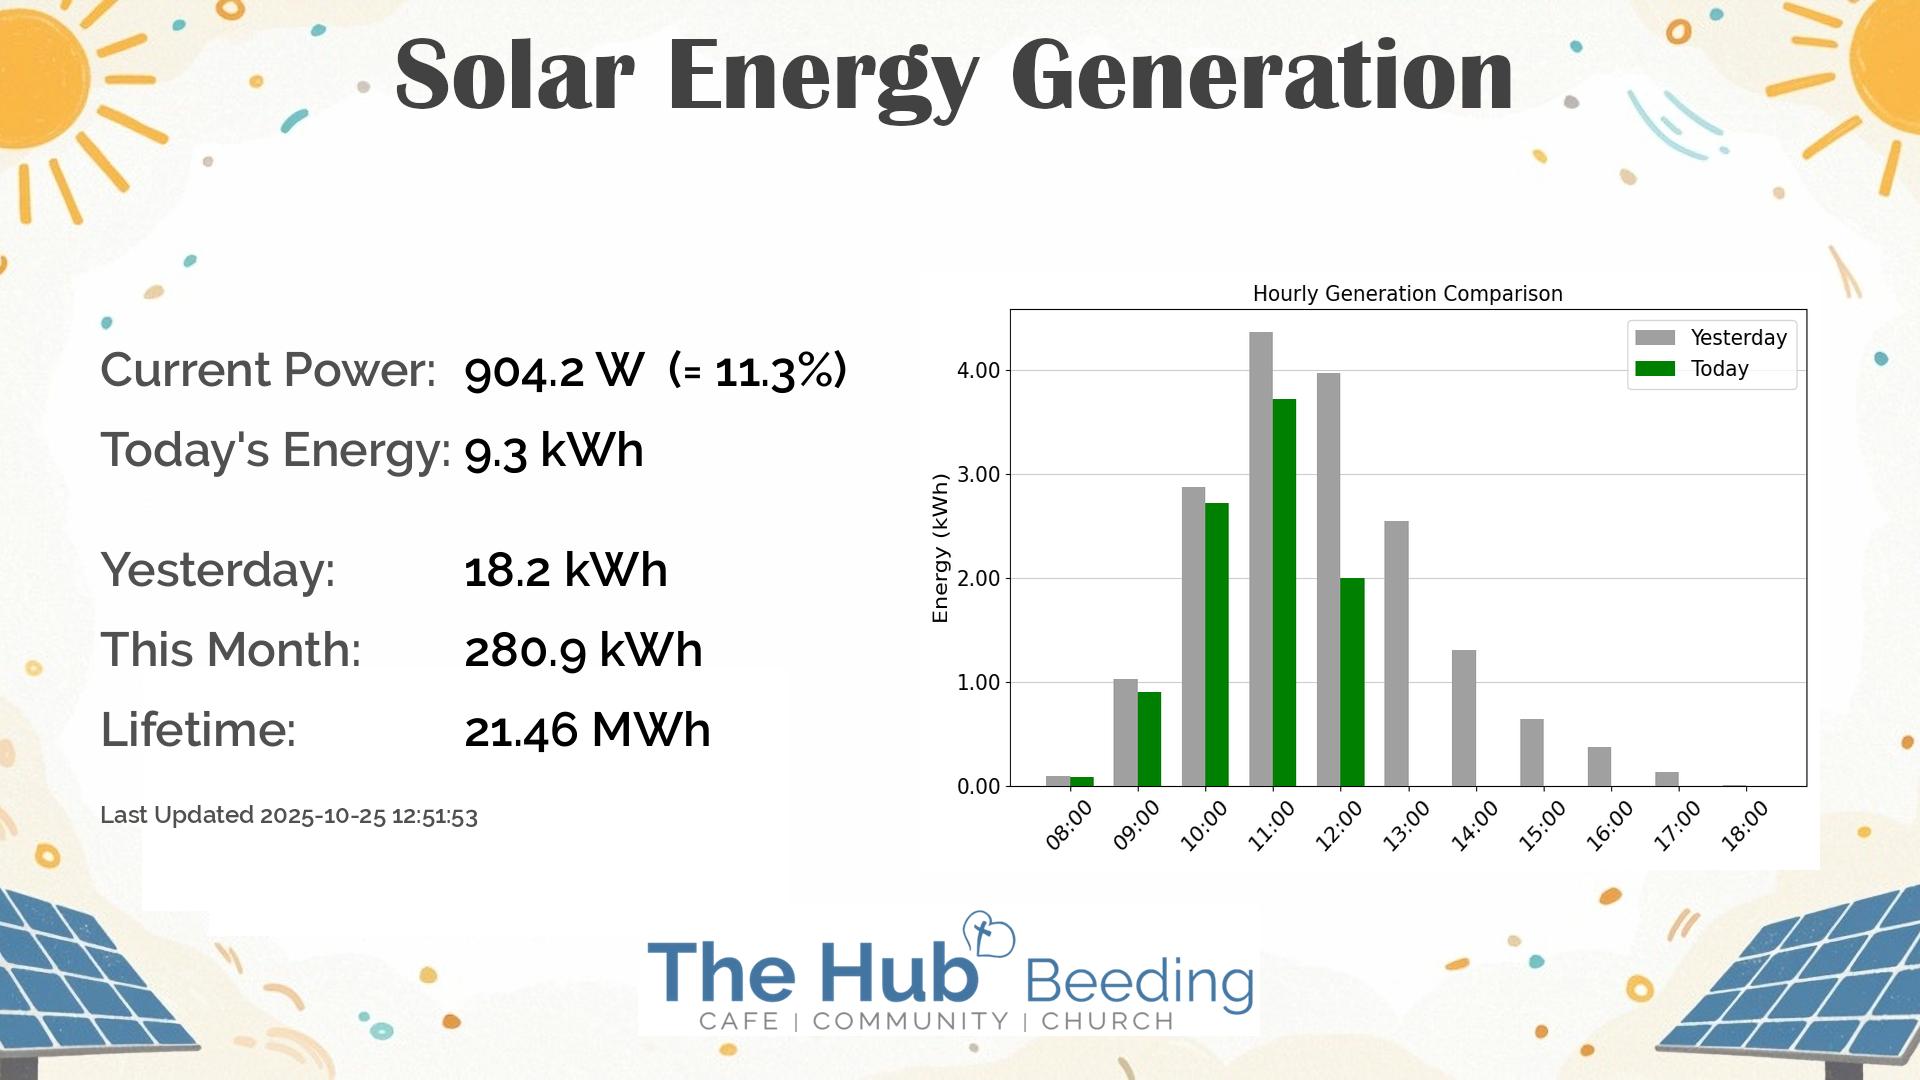 Solar Energy Generation
Current Power: 904.2 W (= 11.3%)
Today's Energy: 9.3 kWh
Yesterday: 18.2 kWh
This Month: 280.9 kWh
Lifetime: 21.46 MWh
Last Updated 2025-10-25 12:51:53
Hourly Generation Comparison
Yesterday
Today
Energy (kWh)
4.00
3.00
2.00
1.00
0.00
08:00 09:00 10:00 11:00 12:00 13:00 14:00 15:00 16:00 17:00 18:00
The Hub Beeding
CAFE | COMMUNITY | CHURCH